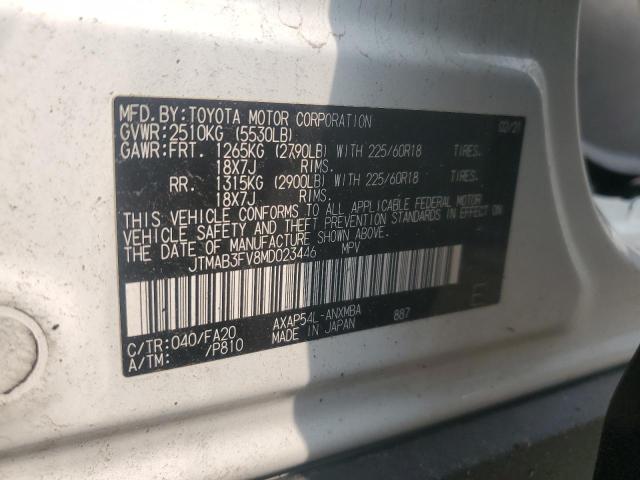 MFD. BY: TOYOTA MOTOR CORPORATION 02/21
GVWR: 2510KG (5530LB)
GAWR: FRT. 1265KG (2790LB) WITH 225/60R18 TIRES.
18X7J RIMS.
RR. 1315KG (2900LB) WITH 225/60R18 TIRES.
18X7J RIMS.
THIS VEHICLE CONFORMS TO ALL APPLICABLE FEDERAL MOTOR
VEHICLE SAFETY AND THEFT PREVENTION STANDARDS IN EFFECT ON
THE DATE OF MANUFACTURE SHOWN ABOVE.
JTMAB3FV8MD023446 MPV
C/TR: 040/FA20 AXAP54L-ANXMBA 887
A/TM: /P810 MADE IN JAPAN